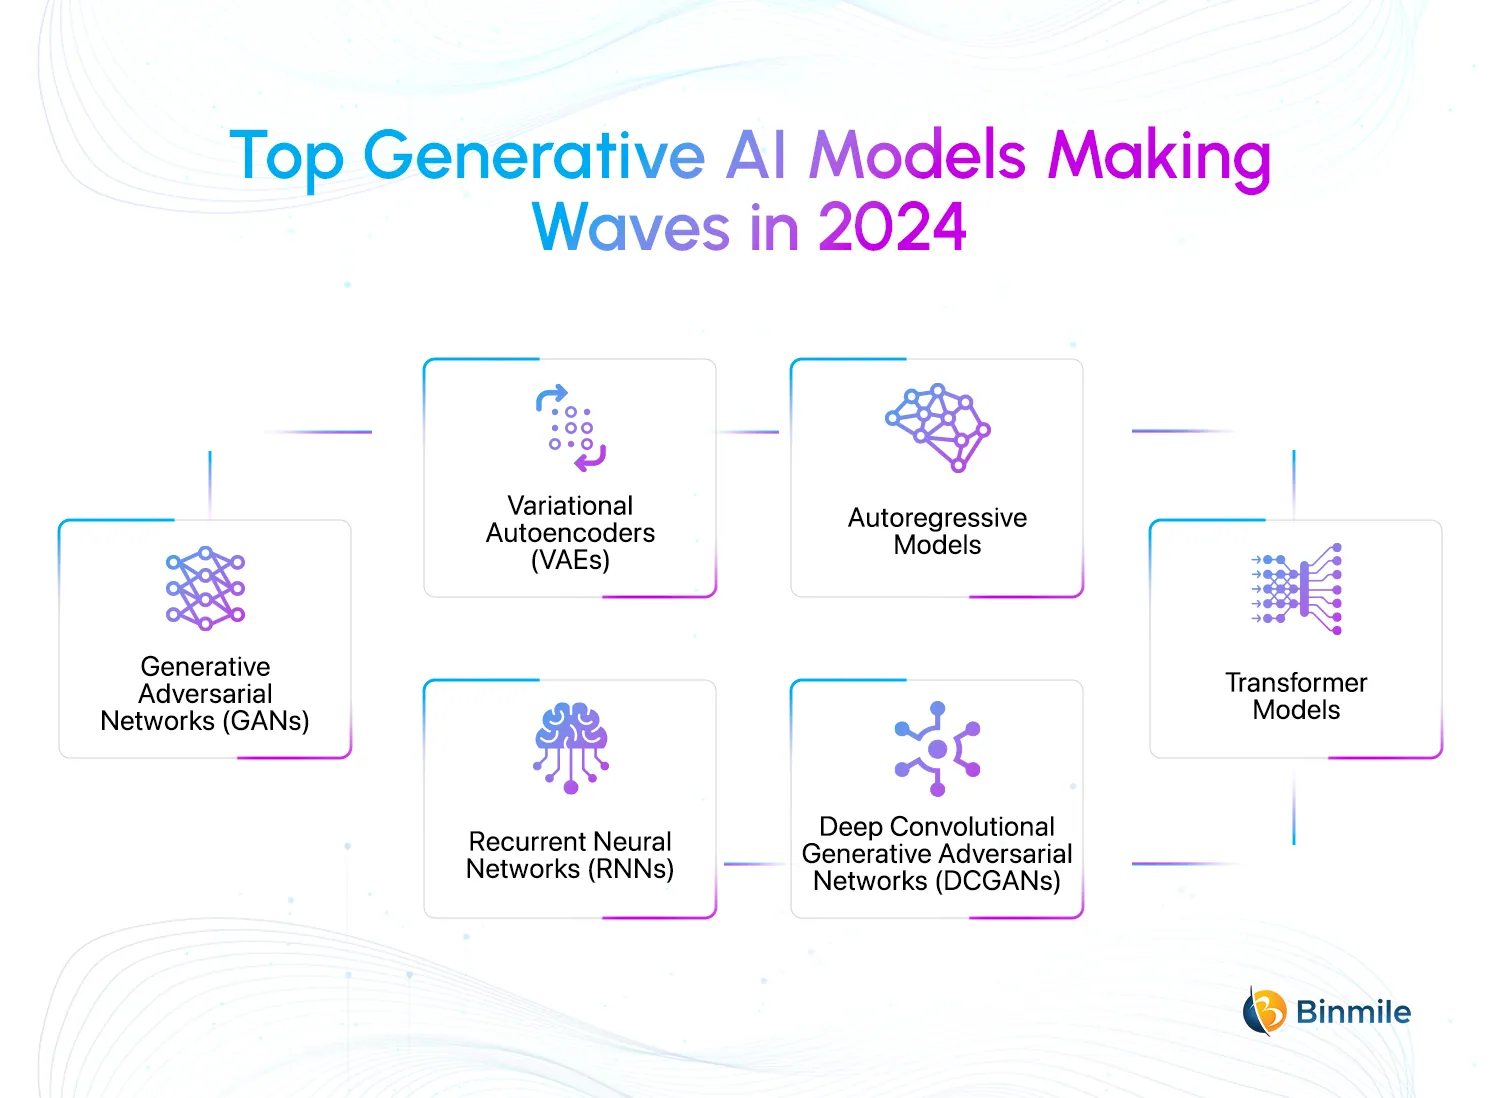 Top Generative AI Models Making
Waves in 2024
Variational
Autoencoders
(VAEs)
Autoregressive
Models
Generative
Adversarial
Networks (GANs)
Transformer
Models
Recurrent Neural
Networks (RNNs)
Deep Convolutional
Generative Adversarial
Networks (DCGANs)
Binmile